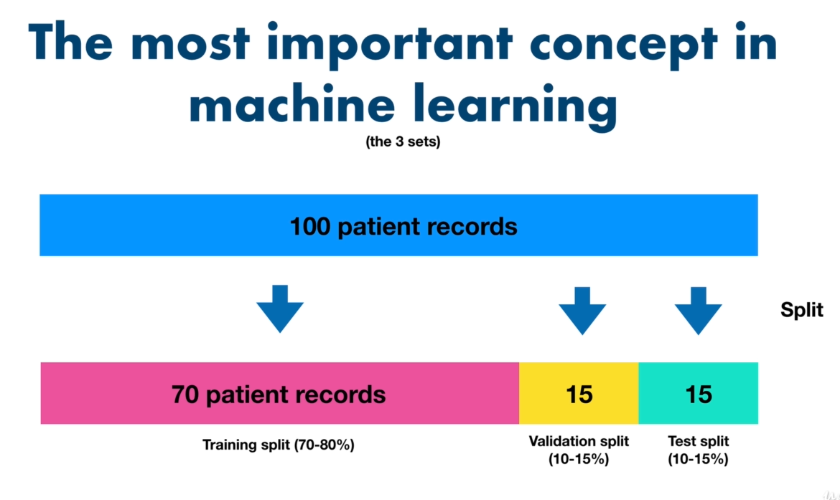 The most important concept in
machine learning
(the 3 sets)
100 patient records
Split
70 patient records
15
15
Training split (70-80%)
Validation split
(10-15%)
Test split
(10-15%)